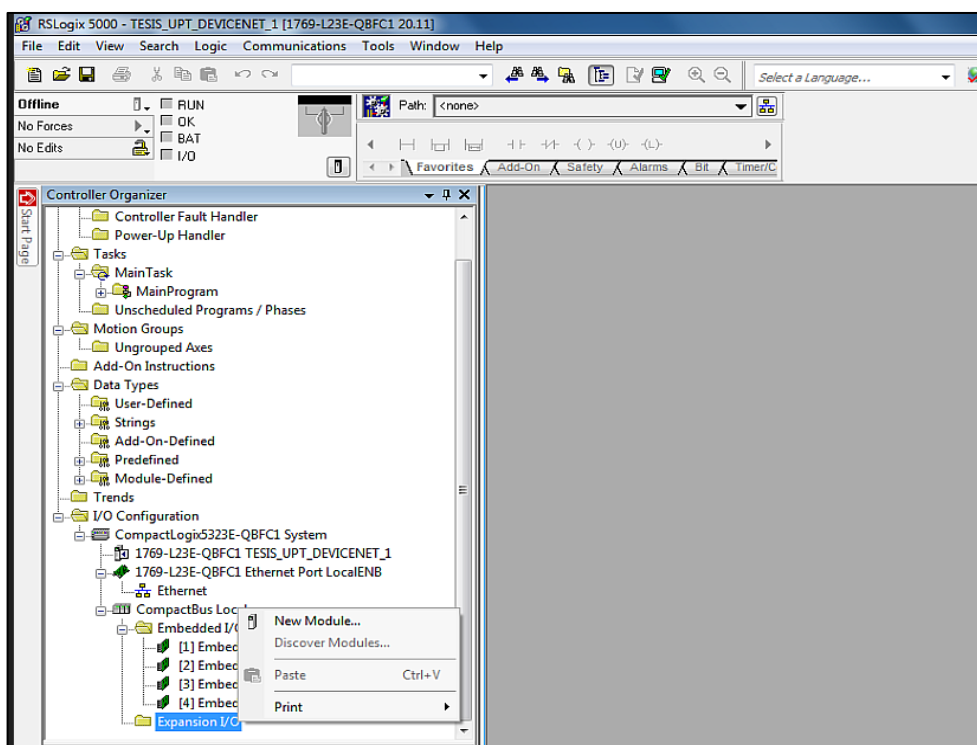 RSLogix 5000 - TESIS_UPT_DEVICENET_1 [1769-L23E-QBFC1 20.11]
File Edit View Search Logic Communications Tools Window Help
Select a Language...
Offline
RUN
No Forces
OK
No Edits
BAT
I/O
Path: <none>
Favorites Add-On Safety Alarms Bit Timer/C
Start Page
Controller Organizer
Controller Fault Handler
Power-Up Handler
Tasks
MainTask
MainProgram
Unscheduled Programs / Phases
Motion Groups
Ungrouped Axes
Add-On Instructions
Data Types
User-Defined
Strings
Add-On-Defined
Predefined
Module-Defined
Trends
I/O Configuration
CompactLogix5323E-QBFC1 System
1769-L23E-QBFC1 TESIS_UPT_DEVICENET_1
1769-L23E-QBFC1 Ethernet Port LocalENB
Ethernet
CompactBus Loc
Embedded I/
[1] Embed
[2] Embed
[3] Embed
[4] Embed
Expansion I/O
New Module...
Discover Modules...
Paste Ctrl+V
Print